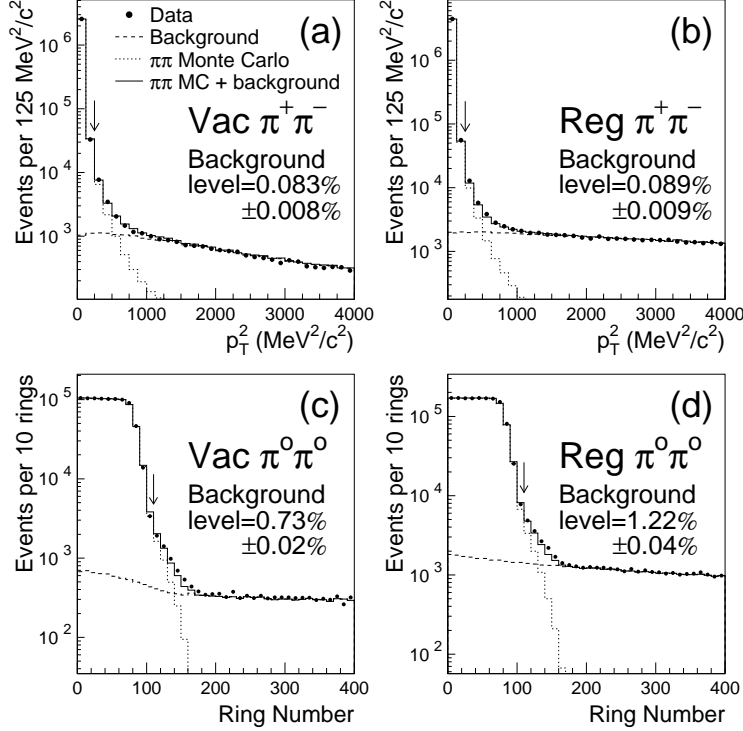 Events per 125 MeV²/c²
10⁶
10⁵
10⁴
10³
Data
Background
ππ Monte Carlo
ππ MC + background
(a)
Vac π⁺π⁻
Background
level=0.083%
±0.008%
0 1000 2000 3000 4000
p_T² (MeV²/c²)
Events per 125 MeV²/c²
10⁶
10⁵
10⁴
10³
(b)
Reg π⁺π⁻
Background
level=0.089%
±0.009%
0 1000 2000 3000 4000
p_T² (MeV²/c²)
Events per 10 rings
10⁵
10⁴
10³
10²
(c)
Vac π⁰π⁰
Background
level=0.73%
±0.02%
0 100 200 300 400
Ring Number
Events per 10 rings
10⁵
10⁴
10³
10²
(d)
Reg π⁰π⁰
Background
level=1.22%
±0.04%
0 100 200 300 400
Ring Number